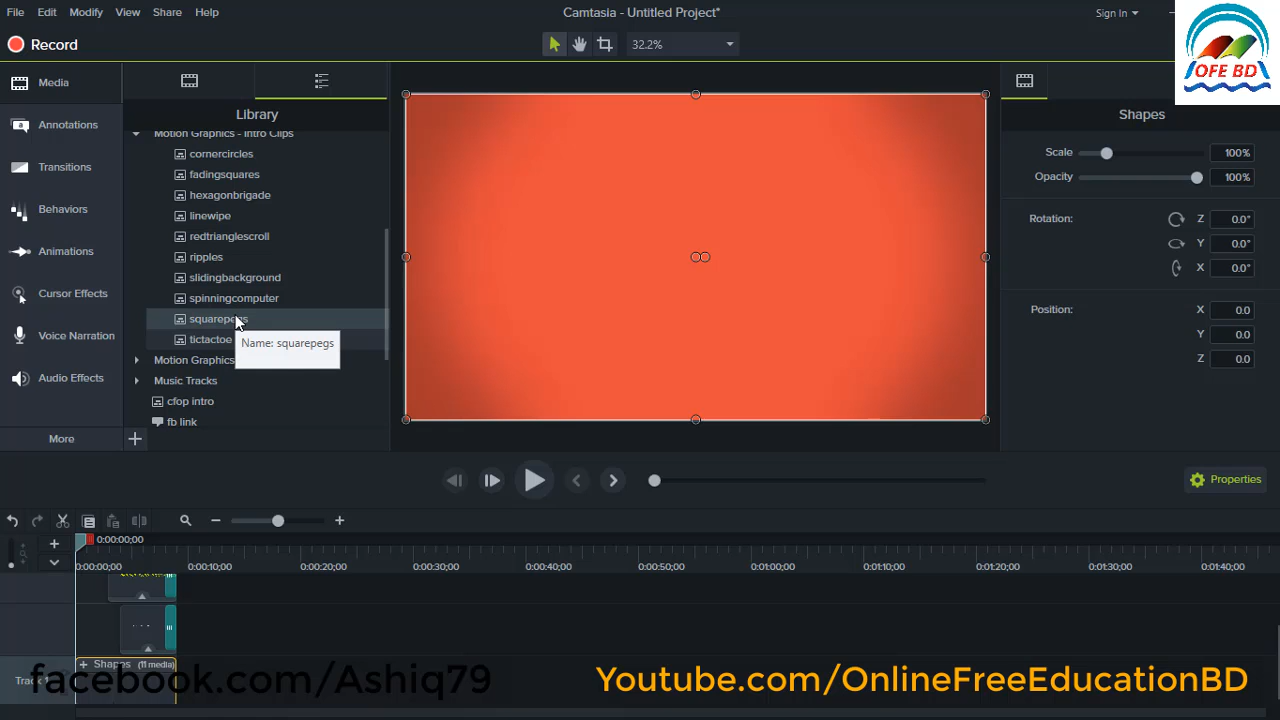 File Edit Modify View Share Help
Camtasia - Untitled Project*
Sign In
OFE BD
Record
32.2%
Media
Annotations
Transitions
Behaviors
Animations
Cursor Effects
Voice Narration
Audio Effects
More
Library
Motion Graphics - Intro Clips
cornercircles
fadingsquares
hexagonbrigade
linewipe
redtrianglescroll
ripples
slidingbackground
spinningcomputer
squarepegs
tictactoe
Name: squarepegs
Motion Graphics
Music Tracks
cfop intro
fb link
Shapes
Scale 100%
Opacity 100%
Rotation: Z 0.0°
Y 0.0°
X 0.0°
Position: X 0.0
Y 0.0
Z 0.0
Properties
0:00:00;00
0:00:00;00 0:00:10;00 0:00:20;00 0:00:30;00 0:00:40;00 0:00:50;00 0:01:00;00 0:01:10;00 0:01:20;00 0:01:30;00 0:01:40;00
Shapes (11 media)
Track 1
facebook.com/Ashiq79
Youtube.com/OnlineFreeEducationBD